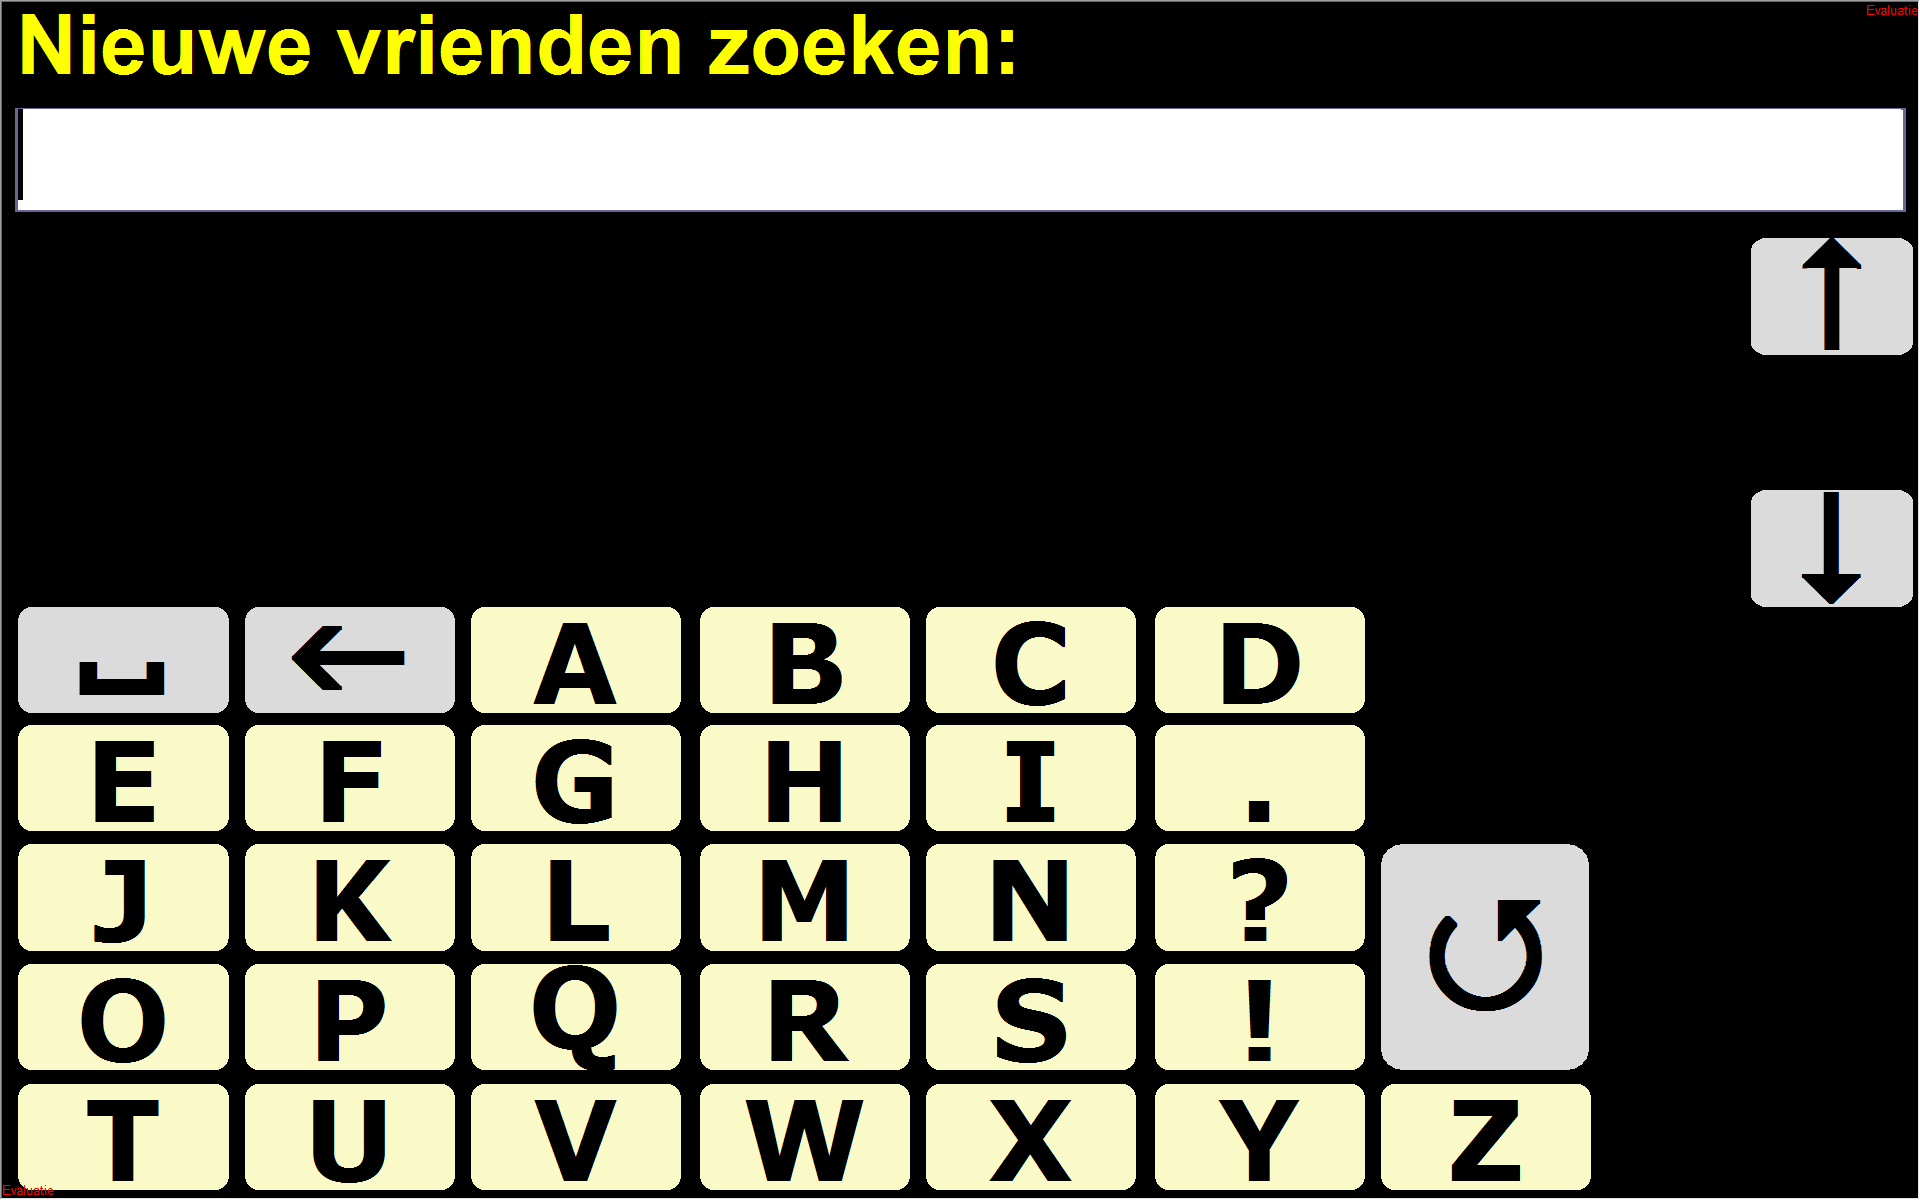 Evaluatie
Nieuwe vrienden zoeken:
↑
↓
␣ ← A B C D
E F G H I .
J K L M N ?
↺
O P Q R S !
T U V W X Y Z
Evaluatie